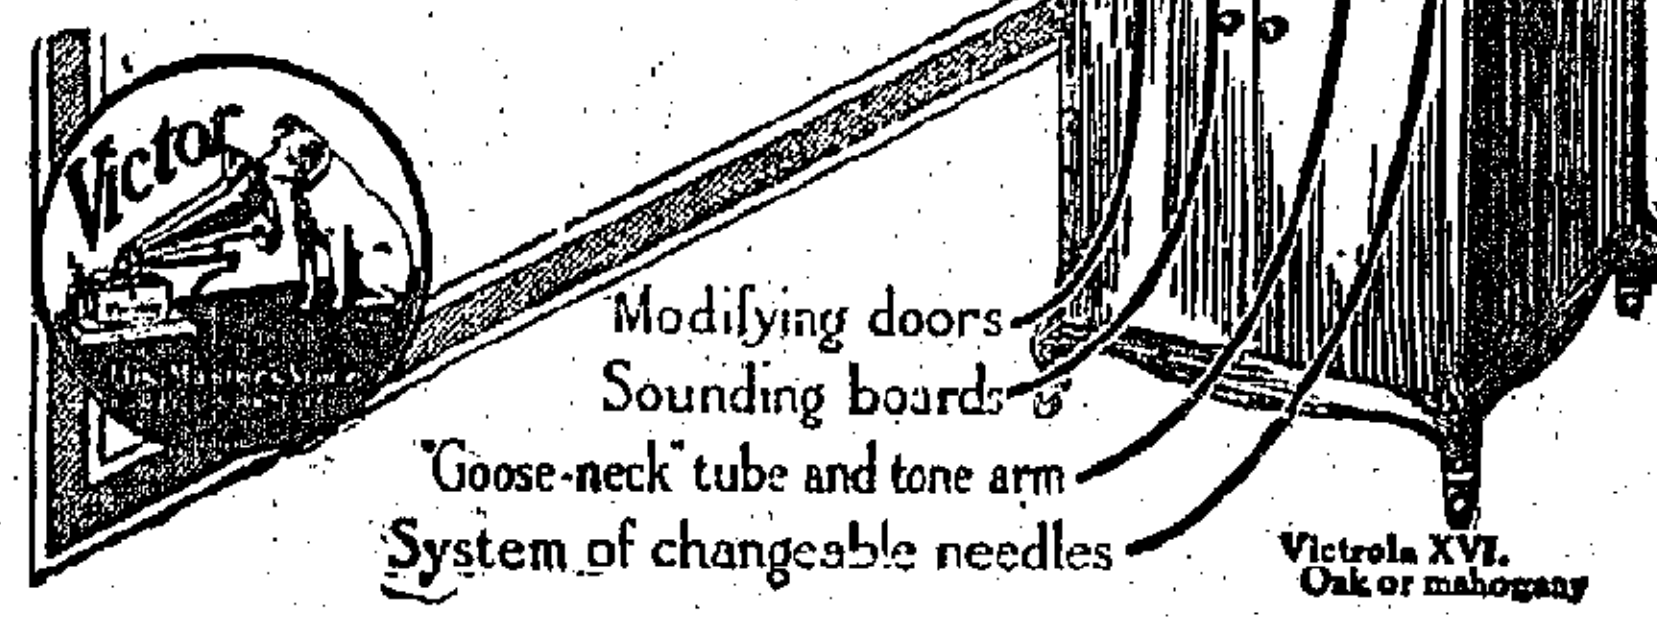 Victor
Modifying doors
Sounding boards
"Goose-neck" tube and tone arm
System of changeable needles
Victrola XVI.
Oak or mahogany